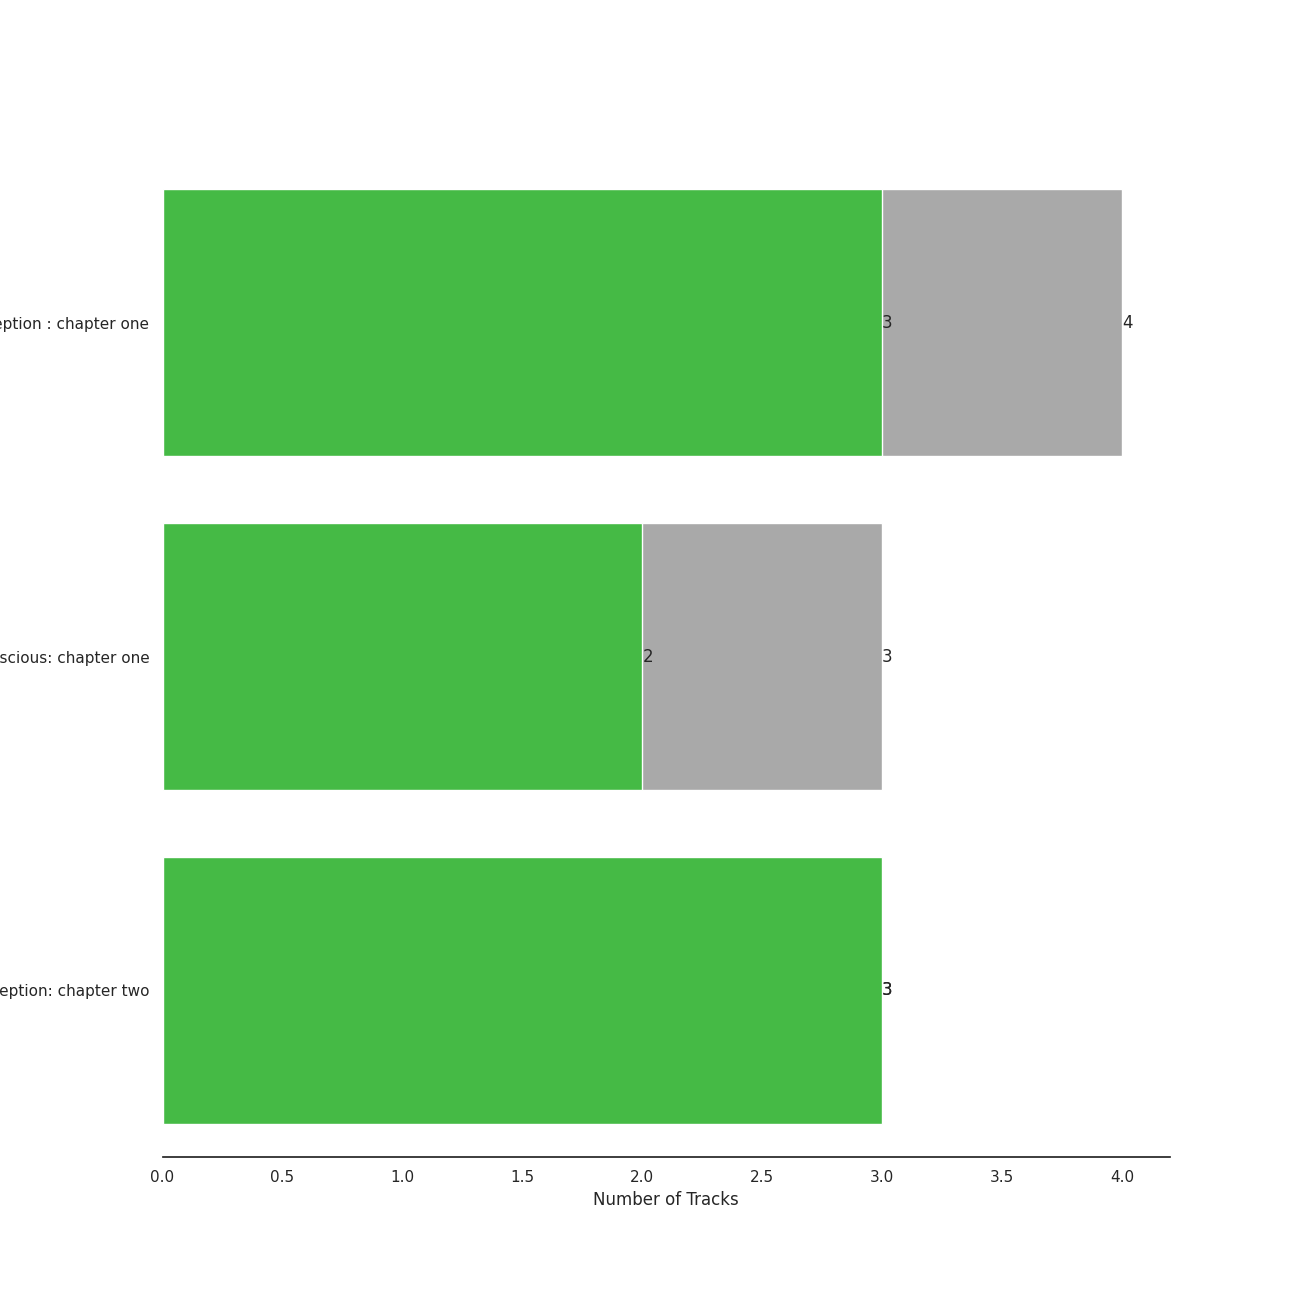 eption : chapter one
3
4
scious: chapter one
2
3
eption: chapter two
3
0.0 0.5 1.0 1.5 2.0 2.5 3.0 3.5 4.0
Number of Tracks